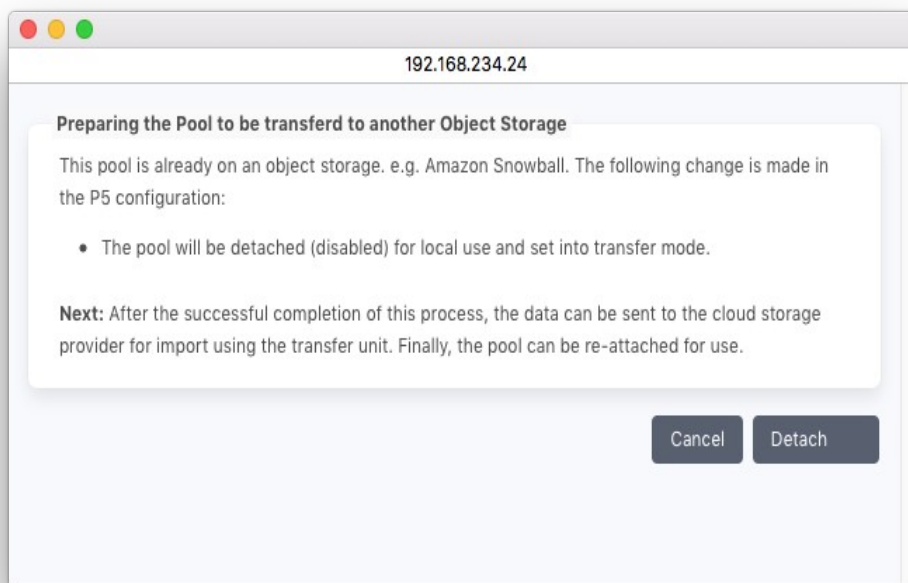 192.168.234.24
Preparing the Pool to be transferd to another Object Storage
This pool is already on an object storage. e.g. Amazon Snowball. The following change is made in
the P5 configuration:
• The pool will be detached (disabled) for local use and set into transfer mode.
Next: After the successful completion of this process, the data can be sent to the cloud storage
provider for import using the transfer unit. Finally, the pool can be re-attached for use.
Cancel Detach